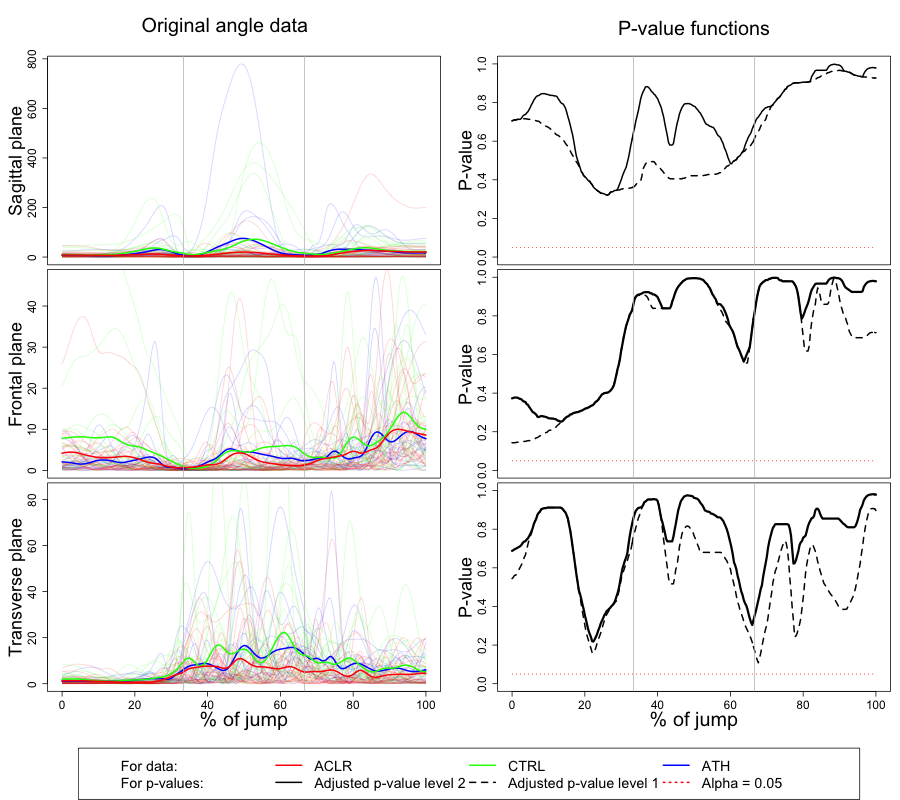 Original angle data
P-value functions
Sagittal plane
0 200 400 600 800
P-value
0.0 0.2 0.4 0.6 0.8 1.0
Frontal plane
0 10 20 30 40
P-value
0.0 0.2 0.4 0.6 0.8 1.0
Transverse plane
0 20 40 60 80
P-value
0.0 0.2 0.4 0.6 0.8 1.0
0 20 40 60 80 100
% of jump
0 20 40 60 80 100
% of jump
For data: ACLR CTRL ATH
For p-values: Adjusted p-value level 2 Adjusted p-value level 1 Alpha = 0.05